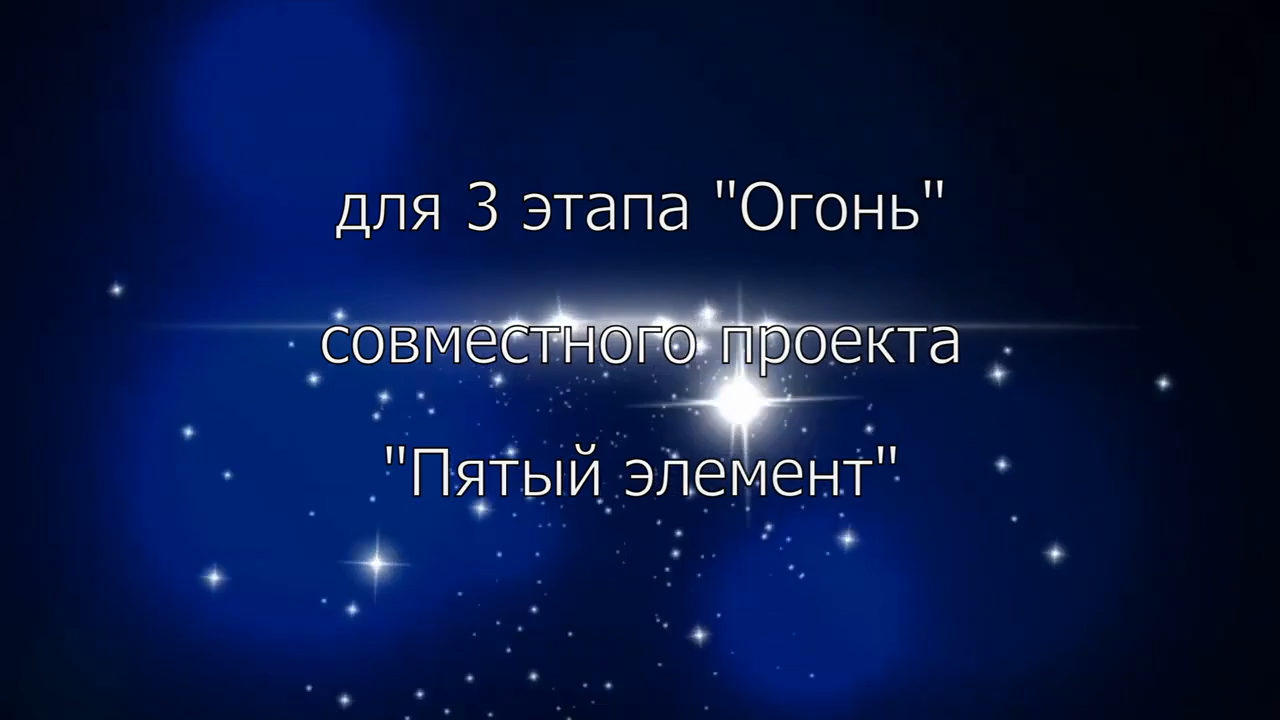 для 3 этапа "Огонь"
совместного проекта
"Пятый элемент"